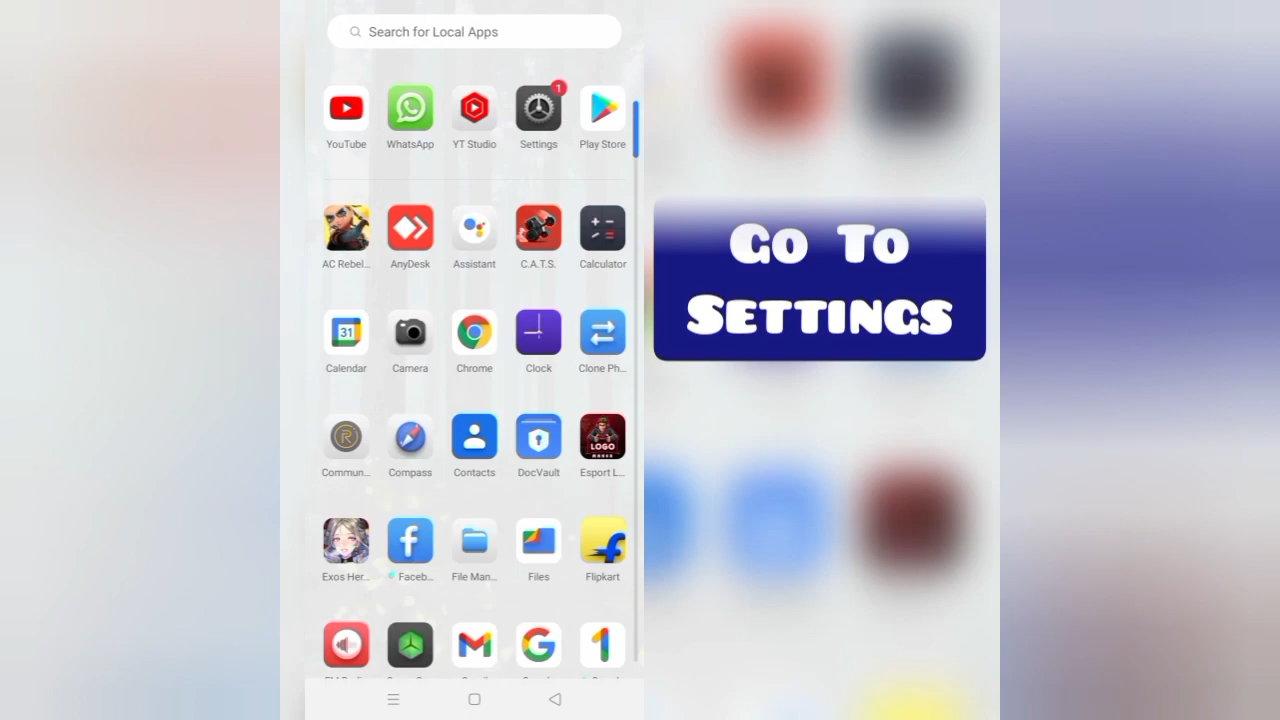 Search for Local Apps
1
YouTube WhatsApp YT Studio Settings Play Store
AC Rebel... AnyDesk Assistant C.A.T.S. Calculator
31
Calendar Camera Chrome Clock Clone Ph...
R
LOGO
MAKER
Commun... Compass Contacts DocVault Esport L...
Exos Her... Faceb... File Man... Files Flipkart
Go To
Settings